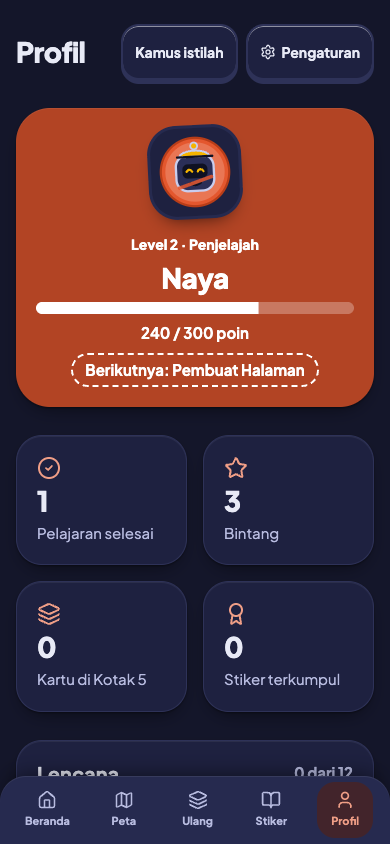 Profil
Kamus istilah
Pengaturan
Level 2 · Penjelajah
Naya
240 / 300 poin
Berikutnya: Pembuat Halaman
1
Pelajaran selesai
3
Bintang
0
Kartu di Kotak 5
0
Stiker terkumpul
Lencana
0 dari 12
Beranda
Peta
Ulang
Stiker
Profil